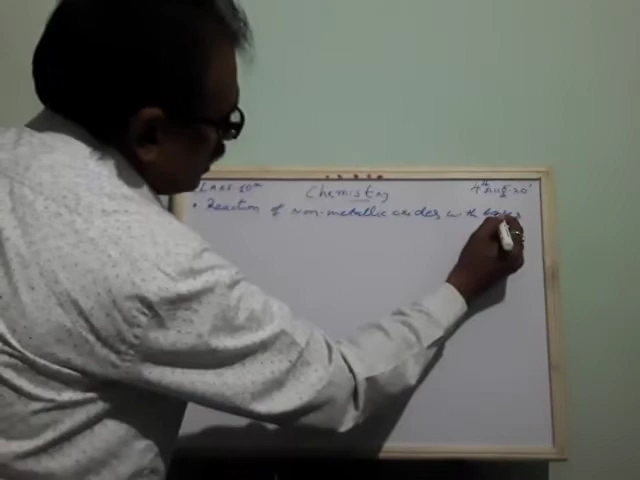 Class-10th Chemistry 4th Aug-20'
• Reaction of Non-metallic oxides with bases